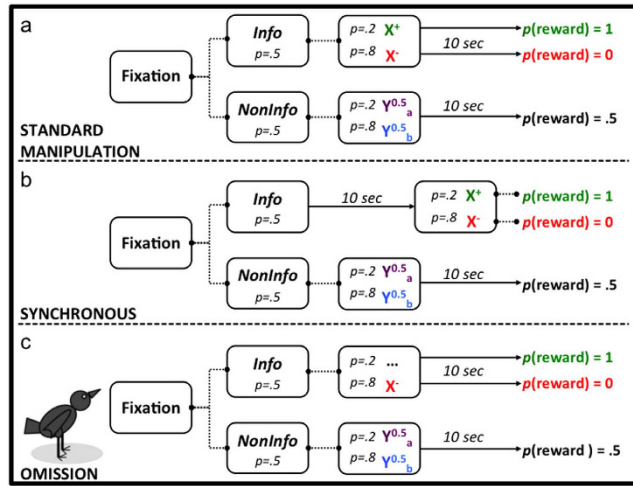 a
Fixation
Info
p=.5
p=.2 X+
p=.8 X-
10 sec
p(reward) = 1
p(reward) = 0
NonInfo
p=.5
p=.2 Y0.5a
p=.8 Y0.5b
10 sec
p(reward) = .5
STANDARD
MANIPULATION
b
Fixation
Info
p=.5
10 sec
p=.2 X+
p=.8 X-
p(reward) = 1
p(reward) = 0
NonInfo
p=.5
p=.2 Y0.5a
p=.8 Y0.5b
10 sec
p(reward) = .5
SYNCHRONOUS
c
Fixation
Info
p=.5
p=.2 ...
p=.8 X-
10 sec
p(reward) = 1
p(reward) = 0
NonInfo
p=.5
p=.2 Y0.5a
p=.8 Y0.5b
10 sec
p(reward ) = .5
OMISSION